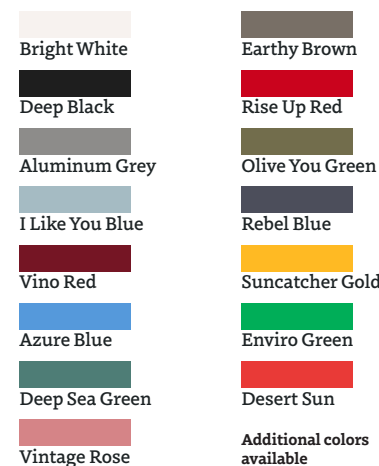 Bright White
Deep Black
Aluminum Grey
I Like You Blue
Vino Red
Azure Blue
Deep Sea Green
Vintage Rose
Earthy Brown
Rise Up Red
Olive You Green
Rebel Blue
Suncatcher Gold
Enviro Green
Desert Sun
Additional colors
available